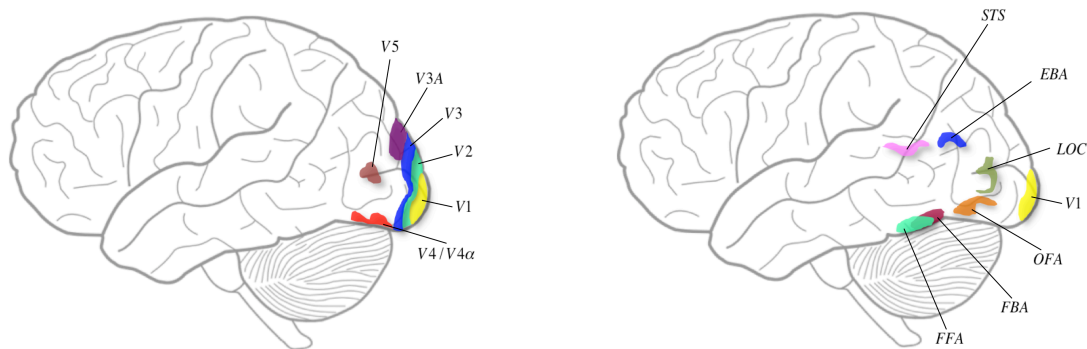 V5
V3A
V3
V2
V1
V4/V4α
STS
EBA
LOC
V1
OFA
FBA
FFA